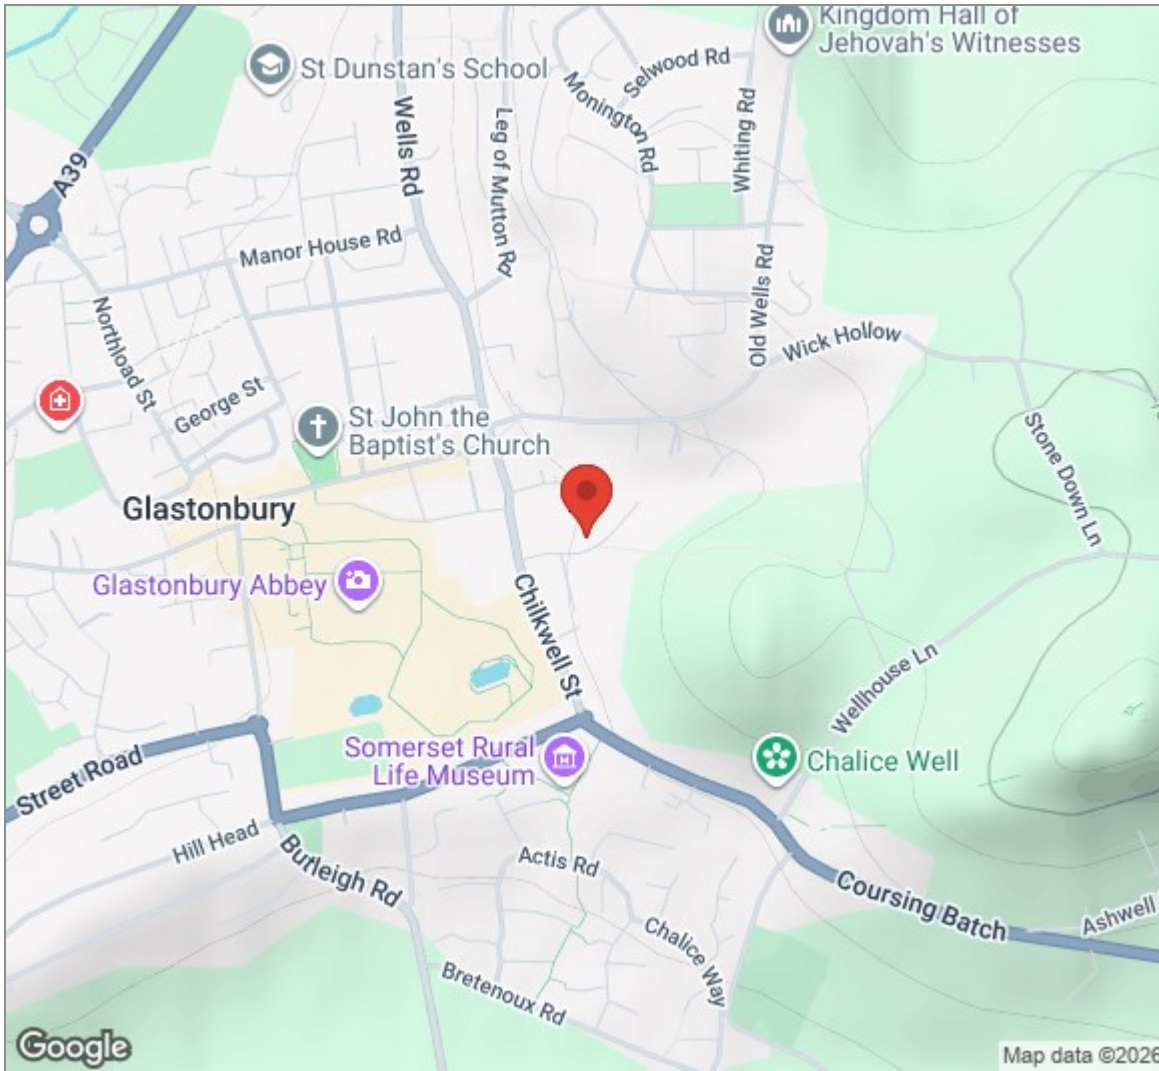 Kingdom Hall of
Jehovah's Witnesses
St Dunstan's School
Selwood Rd
Monington Rd
Whiting Rd
Wells Rd
Leg of Mutton Rd
A39
Manor House Rd
Old Wells Rd
Wick Hollow
Northload St
George St
St John the
Baptist's Church
Stone Down Ln
Glastonbury
Glastonbury Abbey
Chilkwell St
Wellhouse Ln
Somerset Rural
Life Museum
Chalice Well
Street Road
Hill Head
Butleigh Rd
Actis Rd
Coursing Batch
Ashwell
Chalice Way
Bretenoux Rd
Google
Map data ©2026